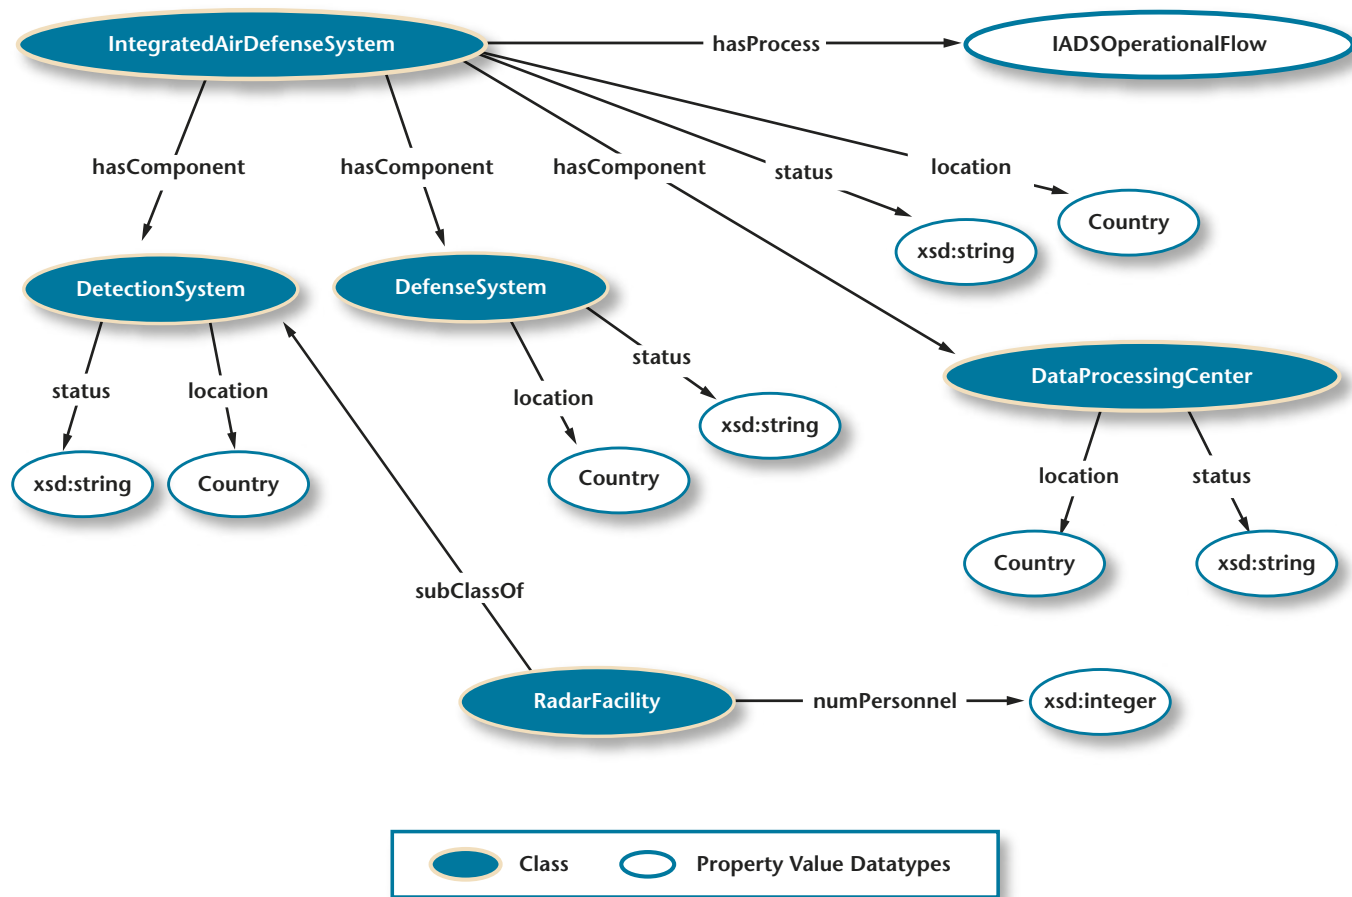 IntegratedAirDefenseSystem
hasProcess
IADSOperationalFlow
hasComponent
hasComponent
hasComponent
status
location
xsd:string
Country
DetectionSystem
DefenseSystem
DataProcessingCenter
status
location
location
status
xsd:string
Country
Country
xsd:string
location
status
Country
xsd:string
subClassOf
RadarFacility
numPersonnel
xsd:integer
Class
Property Value Datatypes